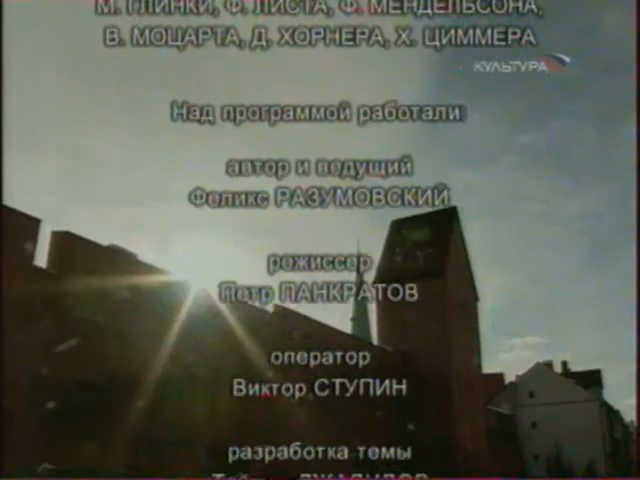 М. ГЛИНКИ, Ф. ЛИСТА, Ф. МЕНДЕЛЬСОНА,
В. МОЦАРТА, Д. ХОРНЕРА, Х. ЦИММЕРА
КУЛЬТУРА
Над программой работали:
автор и ведущий
Феликс РАЗУМОВСКИЙ
режиссер
Петр ПАНКРАТОВ
оператор
Виктор СТУПИН
разработка темы